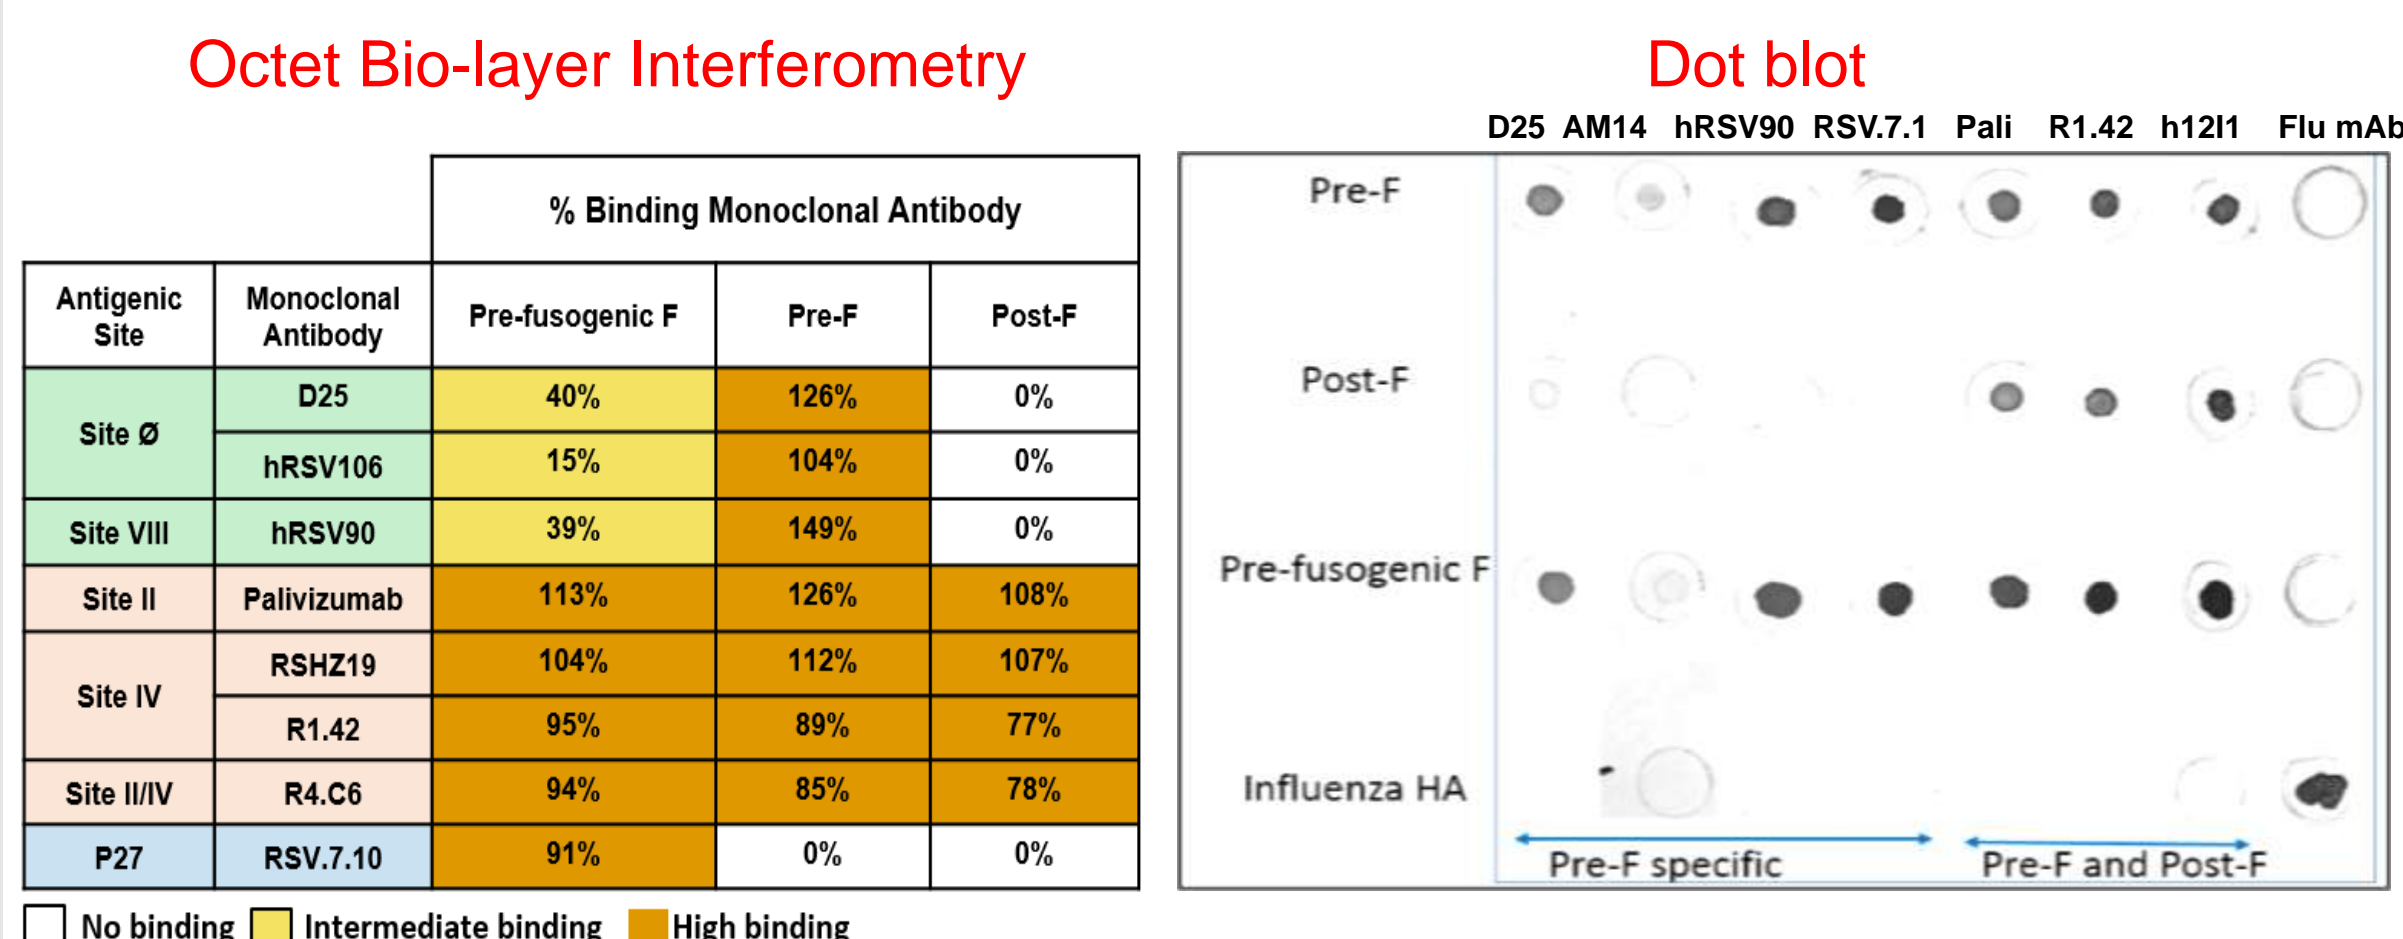 Octet Bio-layer Interferometry
% Binding Monoclonal Antibody
Antigenic Site
Monoclonal Antibody
Pre-fusogenic F
Pre-F
Post-F
Site Ø
D25
40%
126%
0%
hRSV106
15%
104%
0%
Site VIII
hRSV90
39%
149%
0%
Site II
Palivizumab
113%
126%
108%
Site IV
RSHZ19
104%
112%
107%
R1.42
95%
89%
77%
Site II/IV
R4.C6
94%
85%
78%
P27
RSV.7.10
91%
0%
0%
No binding
Intermediate binding
High binding
Dot blot
D25 AM14 hRSV90 RSV.7.1 Pali R1.42 h12I1 Flu mAb
Pre-F
Post-F
Pre-fusogenic F
Influenza HA
Pre-F specific
Pre-F and Post-F